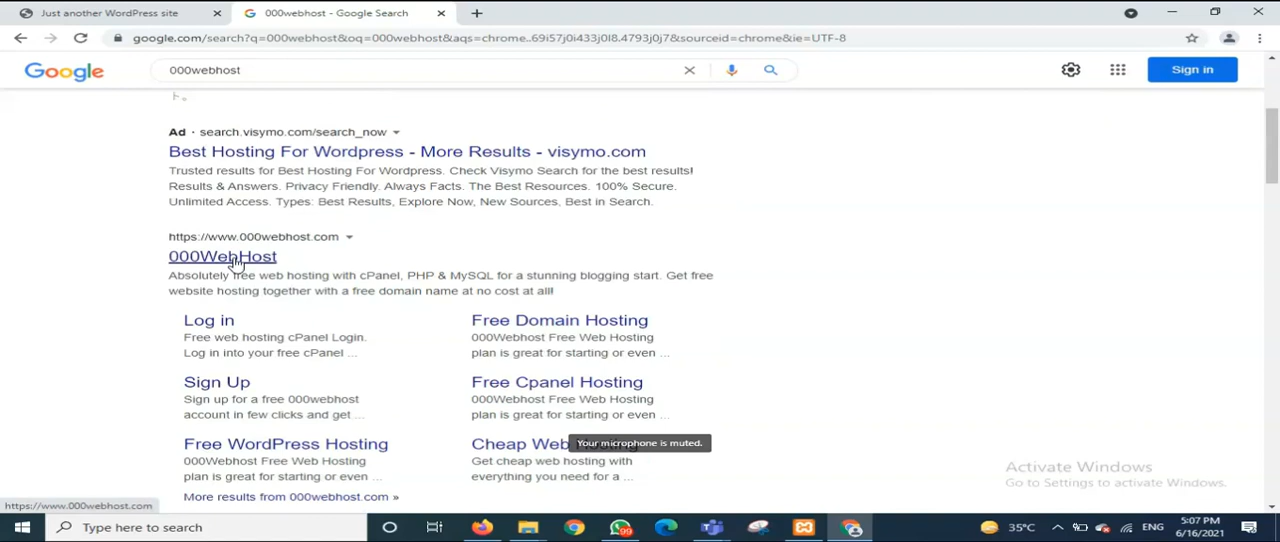 Just another WordPress site
000webhost - Google Search
google.com/search?q=000webhost&oq=000webhost&aqs=chrome..69i57j0i433j0l8.4793j0j7&sourceid=chrome&ie=UTF-8
Google
000webhost
Sign in
ト。
Ad · search.visymo.com/search_now
Best Hosting For Wordpress - More Results - visymo.com
Trusted results for Best Hosting For Wordpress. Check Visymo Search for the best results!
Results & Answers. Privacy Friendly. Always Facts. The Best Resources. 100% Secure.
Unlimited Access. Types: Best Results, Explore Now, New Sources, Best in Search.
https://www.000webhost.com
000WebHost
Absolutely free web hosting with cPanel, PHP & MySQL for a stunning blogging start. Get free
website hosting together with a free domain name at no cost at all!
Log in
Free web hosting cPanel Login.
Log in into your free cPanel ...
Free Domain Hosting
000Webhost Free Web Hosting
plan is great for starting or even ...
Sign Up
Sign up for a free 000webhost
account in few clicks and get ...
Free Cpanel Hosting
000Webhost Free Web Hosting
plan is great for starting or even ...
Free WordPress Hosting
000Webhost Free Web Hosting
plan is great for starting or even ...
Cheap Web
Your microphone is muted.
Get cheap web hosting with
everything you need for a ...
More results from 000webhost.com »
Activate Windows
Go to Settings to activate Windows.
https://www.000webhost.com
Type here to search
99
35°C
ENG
5:07 PM
6/16/2021